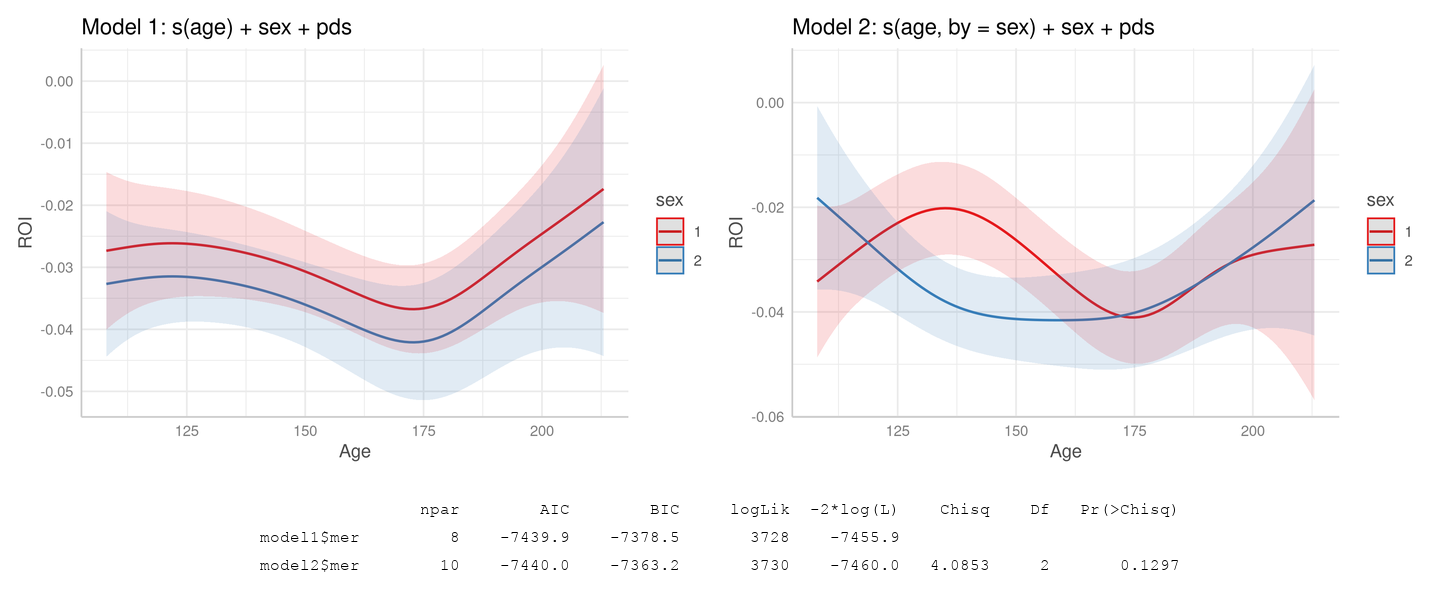 Model 1: s(age) + sex + pds
0.00
-0.01
-0.02
-0.03
-0.04
-0.05
ROI
125 150 175 200
Age
sex
1
2
Model 2: s(age, by = sex) + sex + pds
0.00
-0.02
-0.04
-0.06
ROI
125 150 175 200
Age
sex
1
2
npar AIC BIC logLik -2*log(L) Chisq Df Pr(>Chisq)
model1$mer 8 -7439.9 -7378.5 3728 -7455.9
model2$mer 10 -7440.0 -7363.2 3730 -7460.0 4.0853 2 0.1297